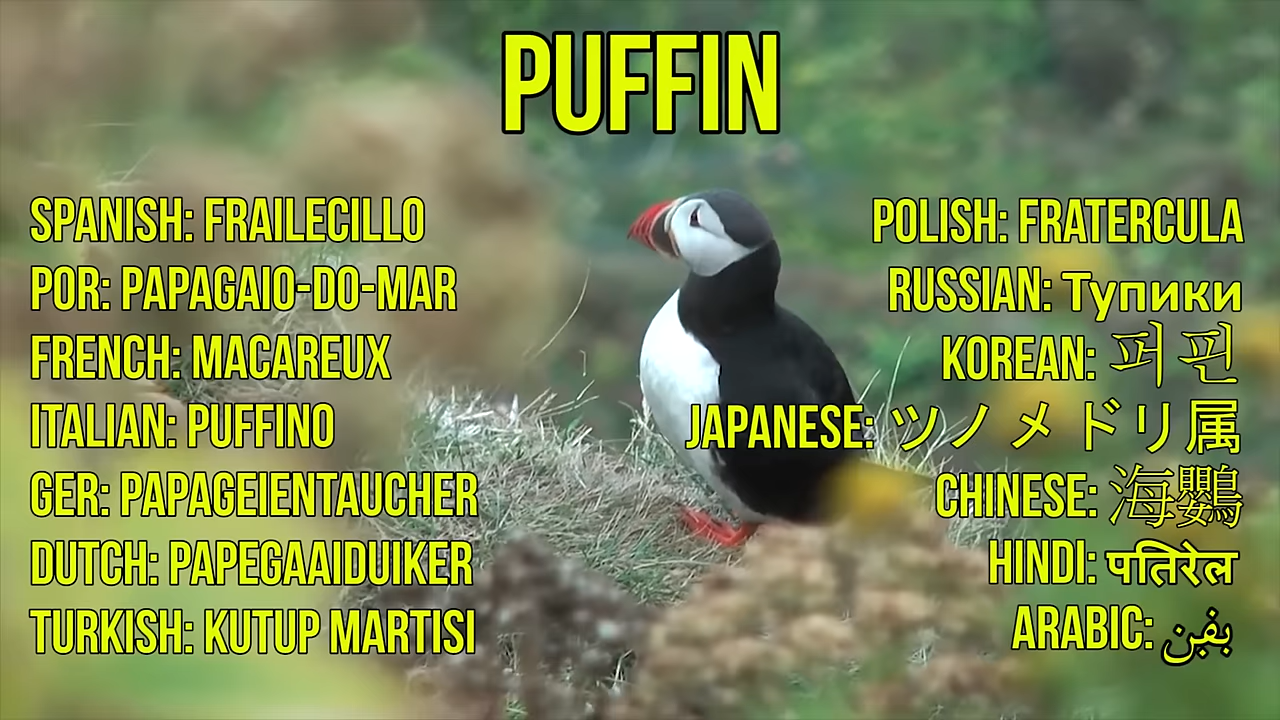 PUFFIN
SPANISH: FRAILECILLO
POR: PAPAGAIO-DO-MAR
FRENCH: MACAREUX
ITALIAN: PUFFINO
GER: PAPAGEIENTAUCHER
DUTCH: PAPEGAAIDUIKER
TURKISH: KUTUP MARTISI
POLISH: FRATERCULA
RUSSIAN: Тупики
KOREAN: 퍼핀
JAPANESE: ツノメドリ属
CHINESE: 海鸚
HINDI: पतिरेल
ARABIC: بفن